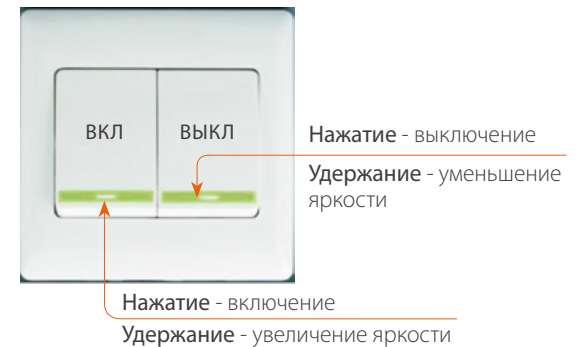 ВКЛ ВЫКЛ
Нажатие - выключение
Удержание - уменьшение
яркости
Нажатие - включение
Удержание - увеличение яркости